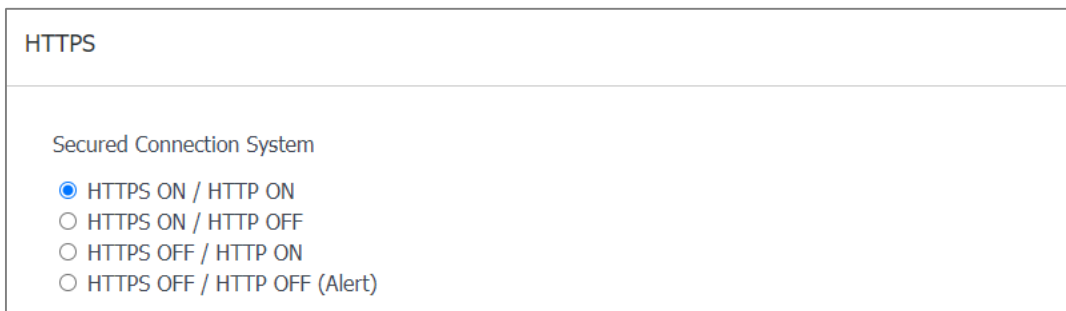 HTTPS
Secured Connection System
HTTPS ON / HTTP ON
HTTPS ON / HTTP OFF
HTTPS OFF / HTTP ON
HTTPS OFF / HTTP OFF (Alert)